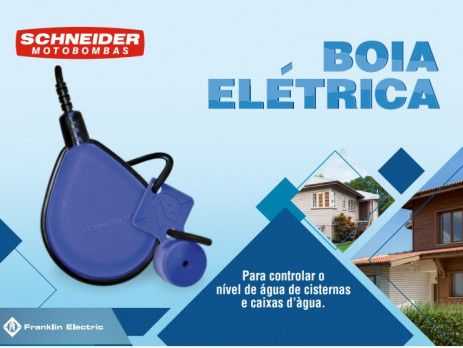 SCHNEIDER
MOTOBOMBAS
BOIA
ELÉTRICA
Para controlar o
nível de água de cisternas
e caixas d'àgua.
Franklin Electric